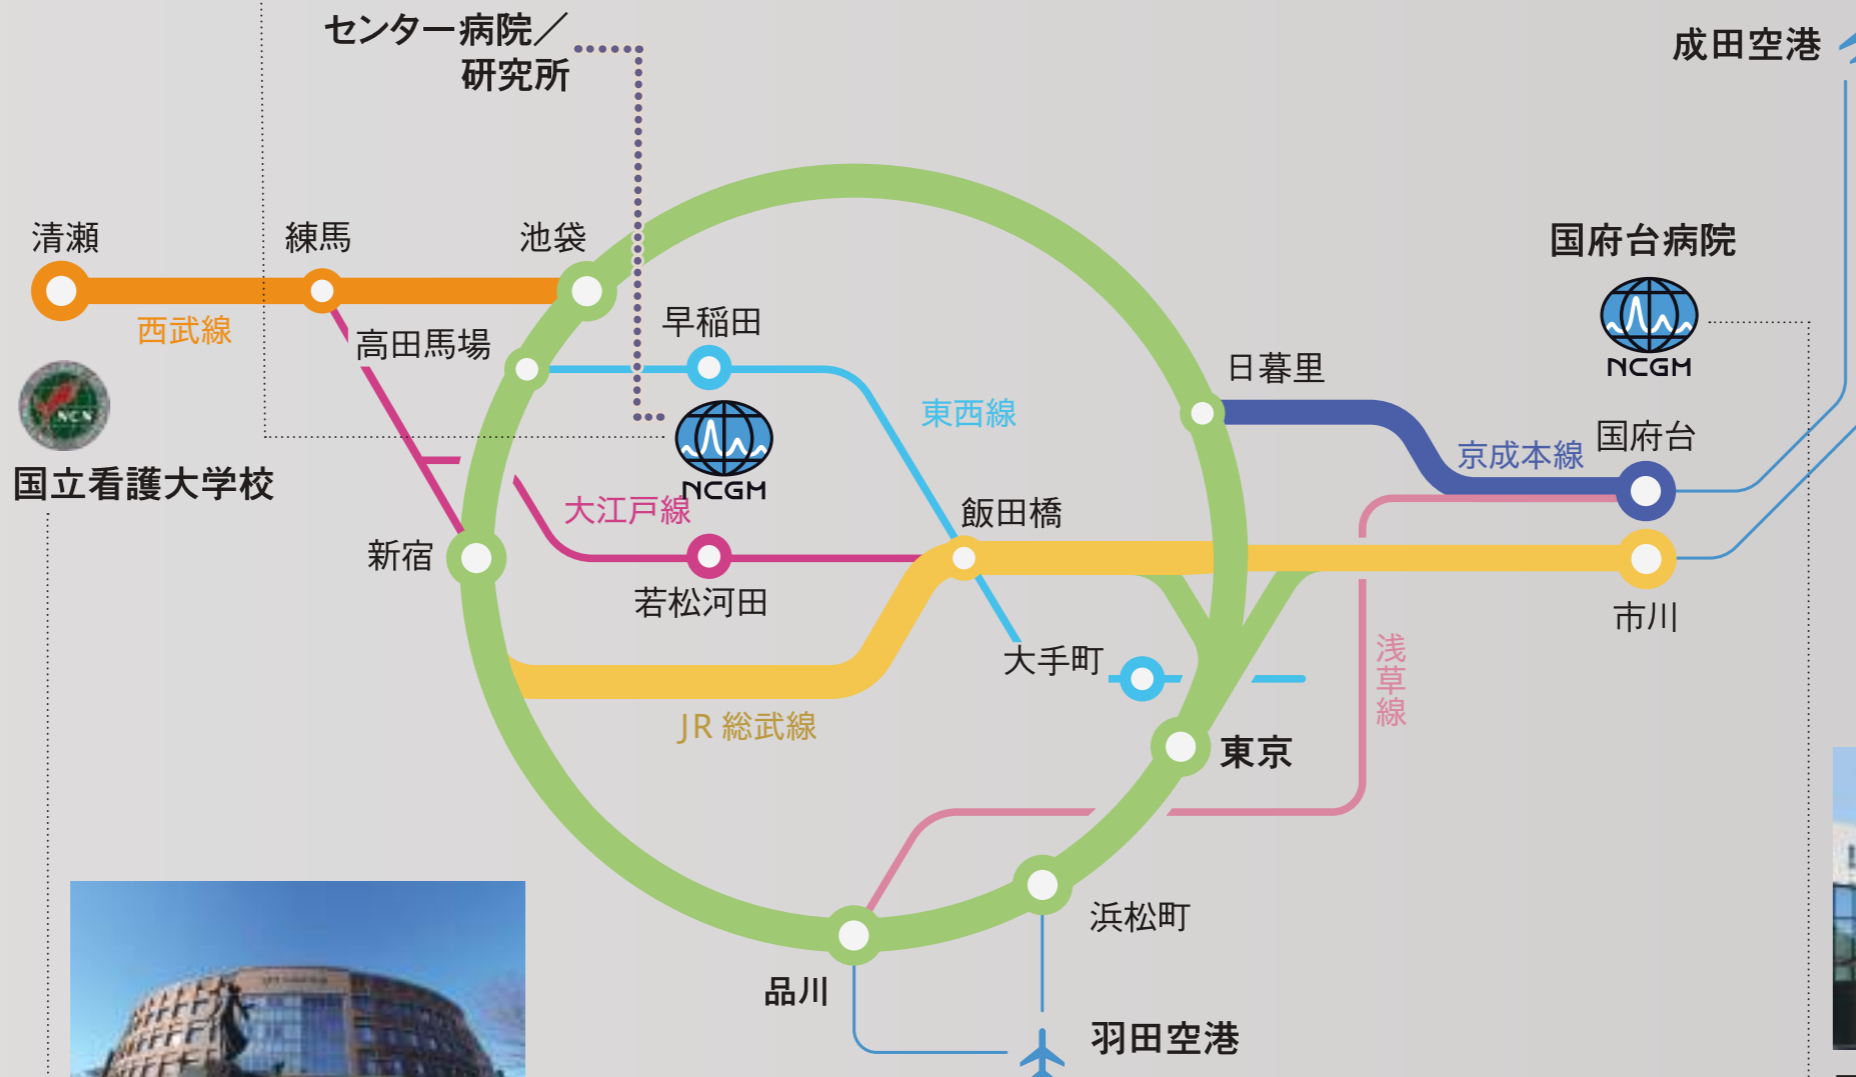 センター病院／
研究所
成田空港
清瀬
練馬
池袋
国府台病院
西武線
高田馬場
早稲田
日暮里
NCGM
NCN
東西線
京成本線
国府台
国立看護大学校
NCGM
大江戸線
飯田橋
新宿
若松河田
市川
大手町
浅草線
JR 総武線
東京
浜松町
品川
羽田空港